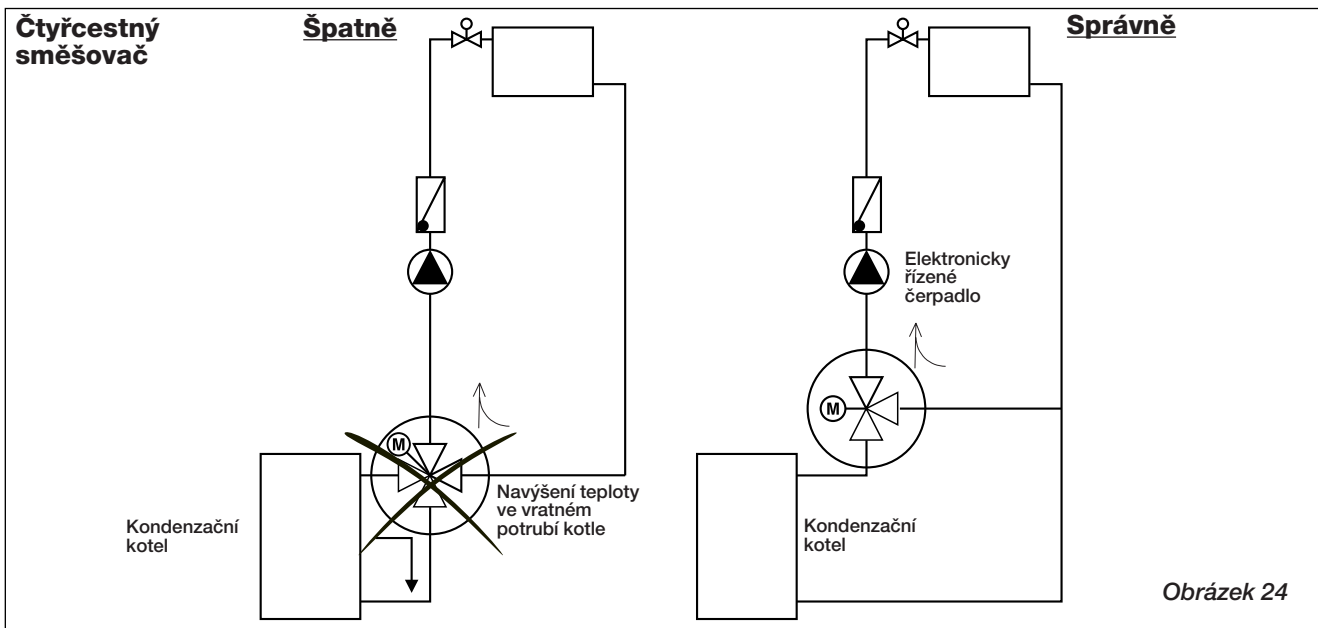 Čtyřcestný
směšovač
Špatně
Správně
Elektronicky
řízené
čerpadlo
M
M
Navýšení teploty
ve vratném
potrubí kotle
Kondenzační
kotel
Kondenzační
kotel
Obrázek 24